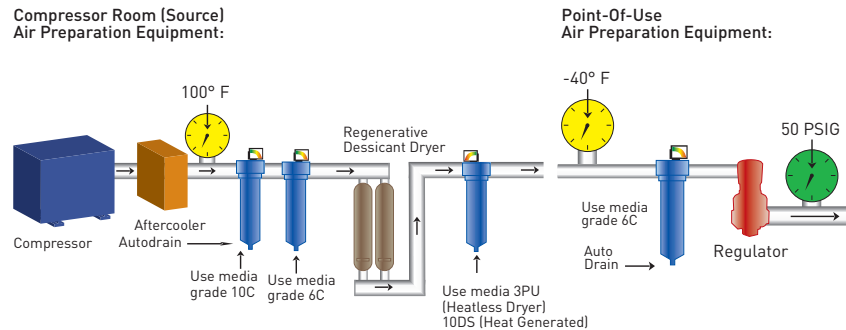 Compressor Room (Source)
Air Preparation Equipment:
Point-Of-Use
Air Preparation Equipment:
100° F
-40° F
50 PSIG
Regenerative
Dessicant Dryer
Compressor
Aftercooler
Autodrain
Use media
grade 10C
Use media
grade 6C
Use media 3PU
(Heatless Dryer)
10DS (Heat Generated)
Use media
grade 6C
Auto
Drain
Regulator